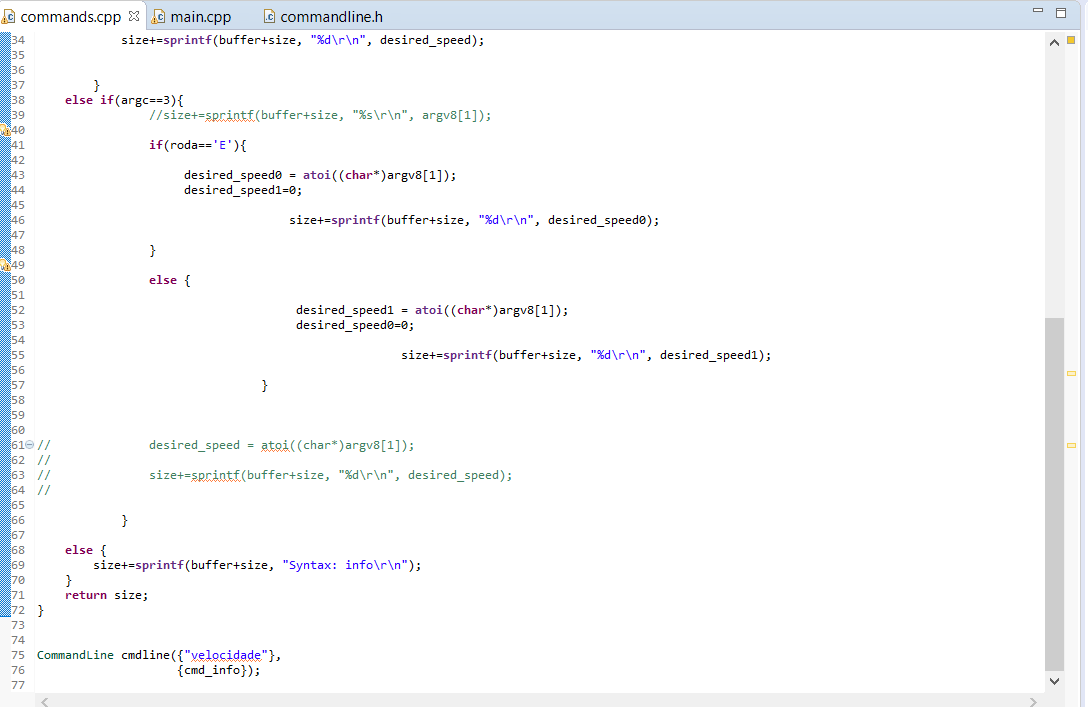 commands.cpp main.cpp commandline.h
34 size+=sprintf(buffer+size, "%d\r\n", desired_speed);
35
36
37 }
38 else if(argc==3){
39 //size+=sprintf(buffer+size, "%s\r\n", argv8[1]);
40
41 if(roda=='E'){
42
43 desired_speed0 = atoi((char*)argv8[1]);
44 desired_speed1=0;
45
46 size+=sprintf(buffer+size, "%d\r\n", desired_speed0);
47
48 }
49
50 else {
51
52 desired_speed1 = atoi((char*)argv8[1]);
53 desired_speed0=0;
54
55 size+=sprintf(buffer+size, "%d\r\n", desired_speed1);
56
57 }
58
59
60
61 // desired_speed = atoi((char*)argv8[1]);
62 //
63 // size+=sprintf(buffer+size, "%d\r\n", desired_speed);
64 //
65
66 }
67
68 else {
69 size+=sprintf(buffer+size, "Syntax: info\r\n");
70 }
71 return size;
72 }
73
74
75 CommandLine cmdline({"velocidade"},
76 {cmd_info});
77